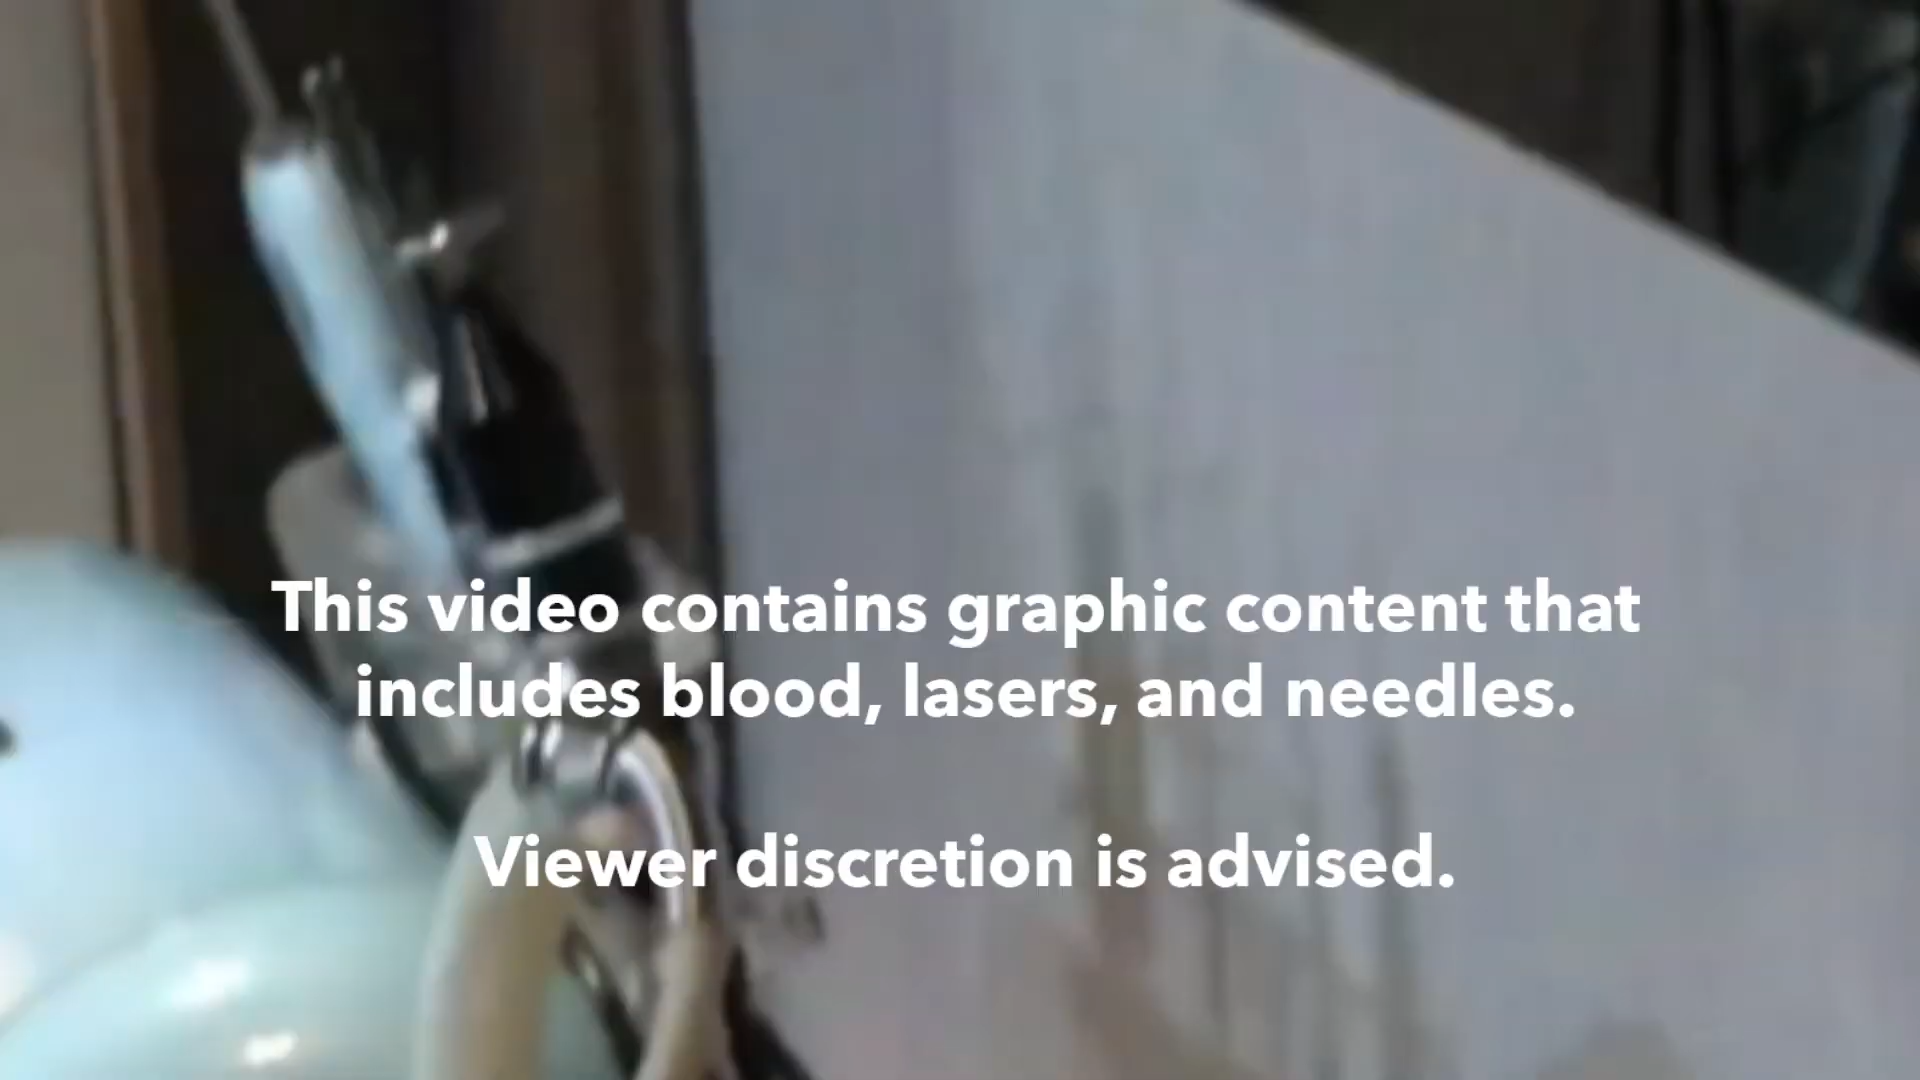 This video contains graphic content that
includes blood, lasers, and needles.
Viewer discretion is advised.